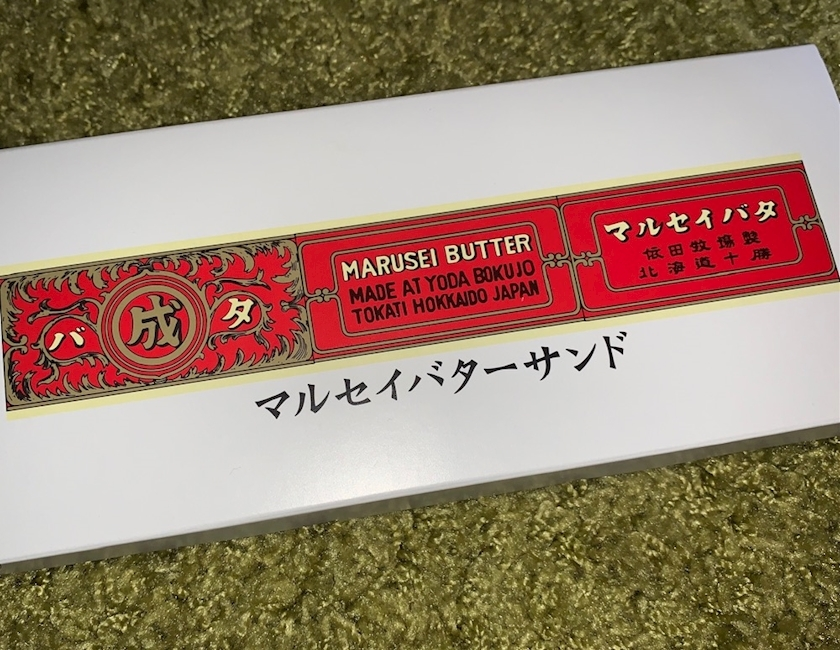 バ成タ
MARUSEI BUTTER
MADE AT YODA BOKUJO
TOKATI HOKKAIDO JAPAN
マルセイバタ
依田牧場製
北海道十勝
マルセイバターサンド